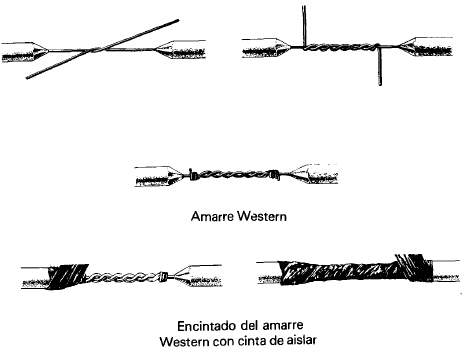 Amarre Western
Encintado del amarre
Western con cinta de aislar